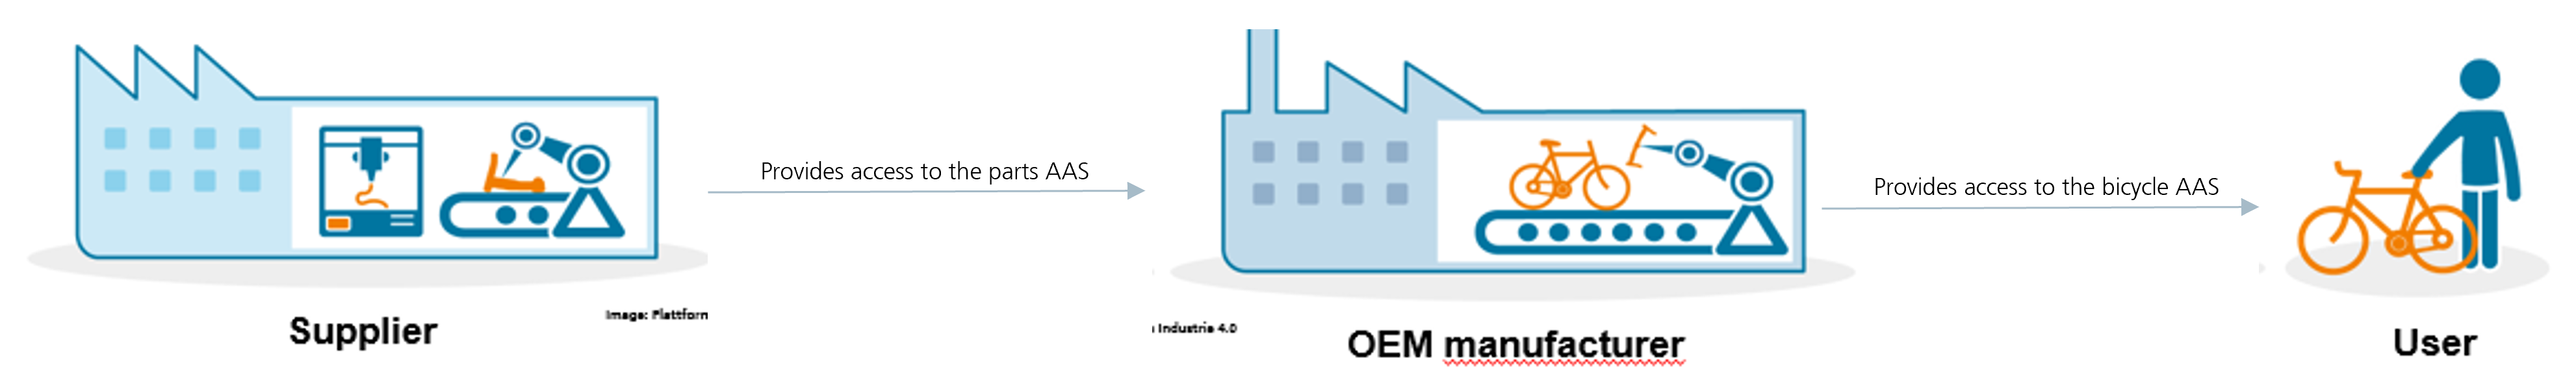 Provides access to the parts AAS
Provides access to the bicycle AAS
Image: Plattforn
Industrie 4.0
Supplier
OEM manufacturer
User